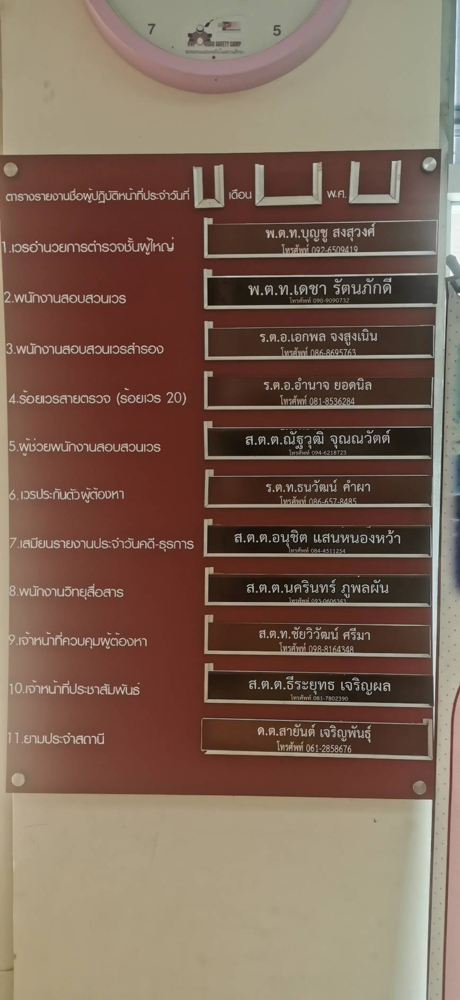 7
5
ROAD SAFETY CAMP
ตารางรายงานชื่อผู้ปฏิบัติหน้าที่ประจำวันที่ เดือน พ.ศ.
1.เวรอำนวยการตำรวจชั้นผู้ใหญ่
พ.ต.ท.บุญชู สงสุวงศ์
โทรศัพท์ 092-6509419
2.พนักงานสอบสวนเวร
พ.ต.ท.เดชา รัตนภักดี
โทรศัพท์ 090-9090732
3.พนักงานสอบสวนเวรสำรอง
ร.ต.อ.เอกพล จงสูงเนิน
โทรศัพท์ 086-8695763
4.ร้อยเวรสายตรวจ (ร้อยเวร 20)
ร.ต.อ.อำนาจ ยอดนิล
โทรศัพท์ 081-8536284
5.ผู้ช่วยพนักงานสอบสวนเวร
ส.ต.ต.ณัฐวุฒิ จุณณวัตต์
โทรศัพท์ 094-6218723
6.เวรประกันตัวผู้ต้องหา
ร.ต.ท.ธนวัฒน์ คำผา
โทรศัพท์ 086-657-8485
7.เสมียนรายงานประจำวันคดี-ธุรการ
ส.ต.ต.อนุชิต แสนหนองหว้า
โทรศัพท์ 084-4511254
8.พนักงานวิทยุสื่อสาร
ส.ต.ต.นครินทร์ ภูพลผัน
โทรศัพท์ 093-0606343
9.เจ้าหน้าที่ควบคุมผู้ต้องหา
ส.ต.ท.ชัยวิวัฒน์ ศรีมา
โทรศัพท์ 098-8164348
10.เจ้าหน้าที่ประชาสัมพันธ์
ส.ต.ต.ธีระยุทธ เจริญผล
โทรศัพท์ 081-7802390
11.ยามประจำสถานี
ด.ต.สายันต์ เจริญพันธุ์
โทรศัพท์ 061-2858676